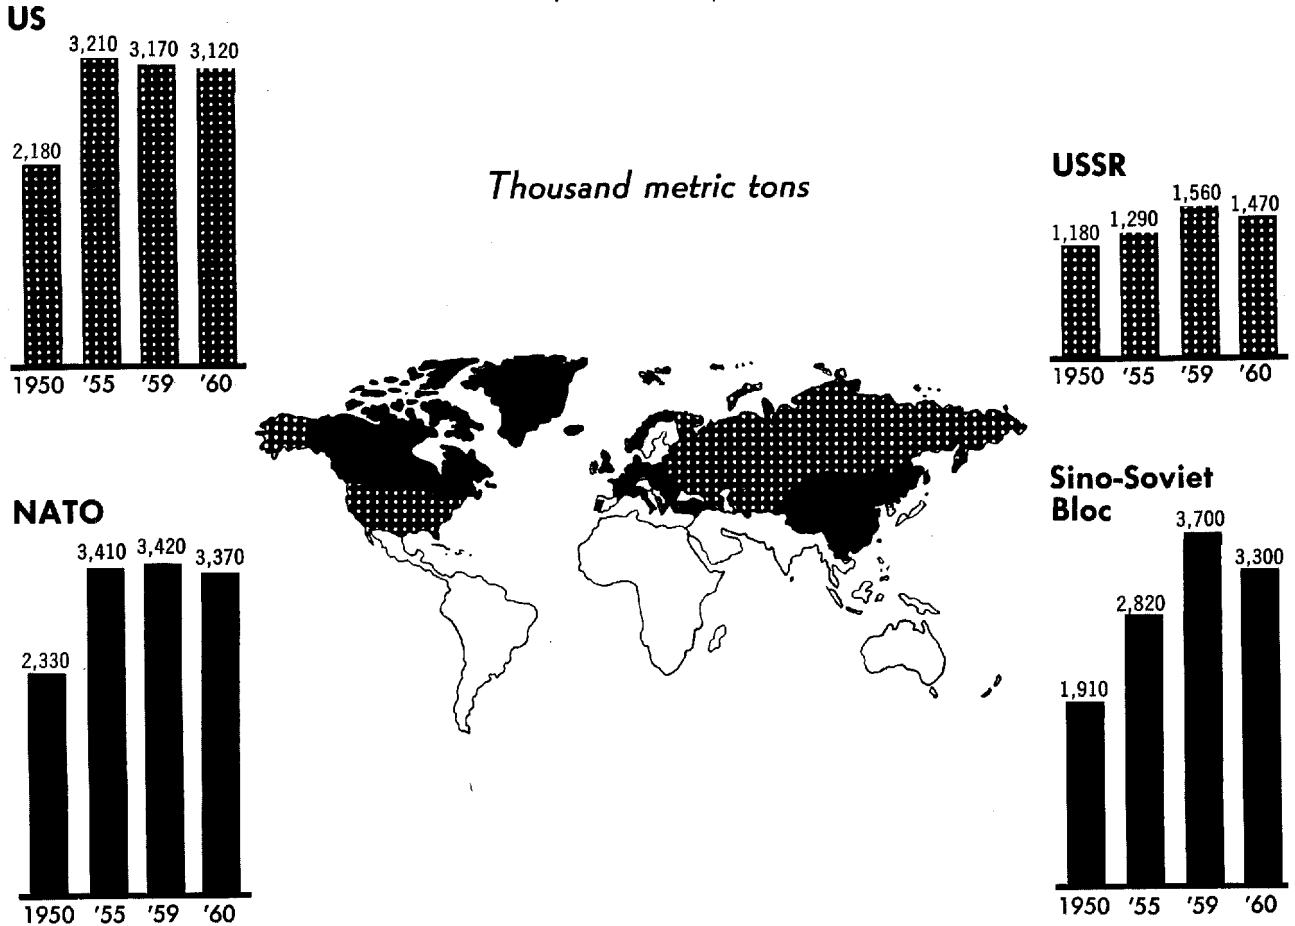 US
3,210 3,170 3,120
2,180
1950 '55 '59 '60
Thousand metric tons
USSR
1,560
1,470
1,290
1,180
1950 '55 '59 '60
NATO
3,410 3,420 3,370
2,330
1950 '55 '59 '60
Sino-Soviet
Bloc
3,700
3,300
2,820
1,910
1950 '55 '59 '60